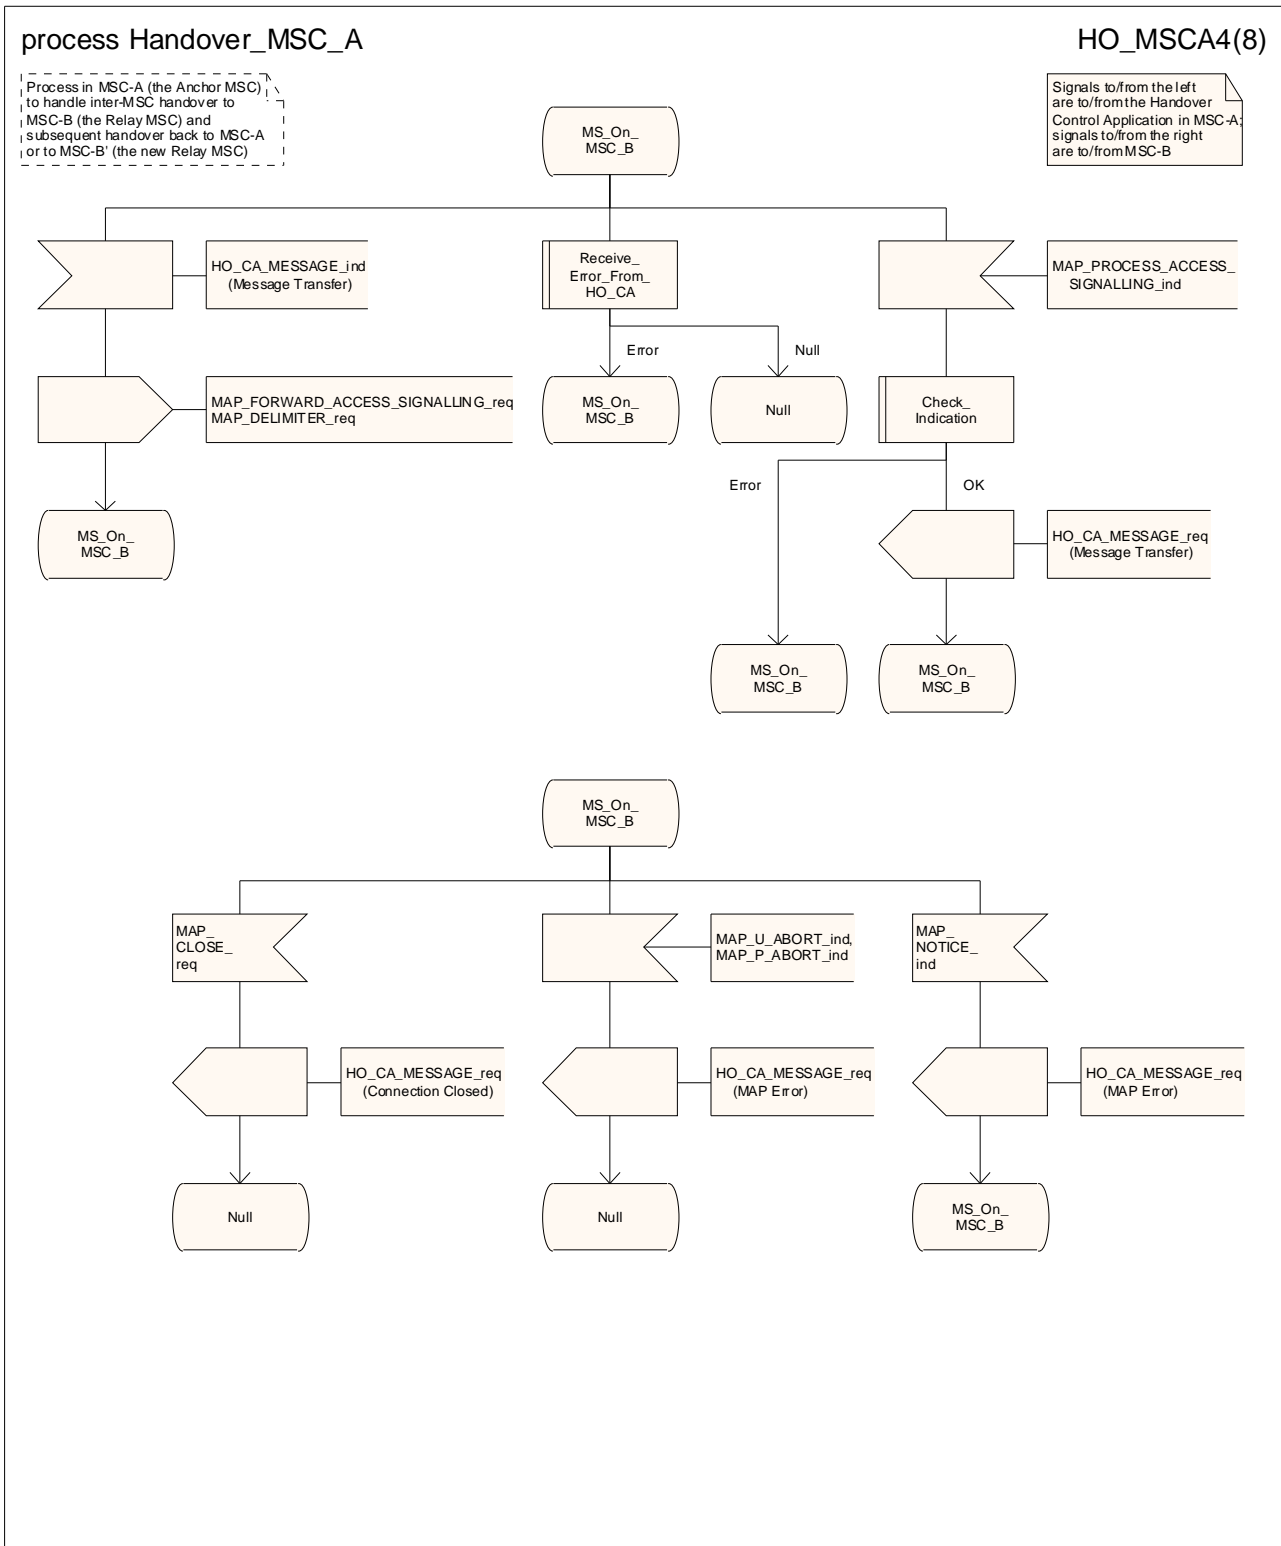 process Handover_MSC_A
HO_MSCA4(8)
Process in MSC-A (the Anchor MSC)
to handle inter-MSC handover to
MSC-B (the Relay MSC) and
subsequent handover back to MSC-A
or to MSC-B' (the new Relay MSC)
Signals to/from the left
are to/from the Handover
Control Application in MSC-A;
signals to/from the right
are to/from MSC-B
MS_On_
MSC_B
HO_CA_MESSAGE_ind
(Message Transfer)
Receive_
Error_From_
HO_CA
MAP_PROCESS_ACCESS_
SIGNALLING_ind
Error
Null
MAP_FORWARD_ACCESS_SIGNALLING_req
MAP_DELIMITER_req
MS_On_
MSC_B
Null
Check_
Indication
Error
OK
MS_On_
MSC_B
HO_CA_MESSAGE_req
(Message Transfer)
MS_On_
MSC_B
MS_On_
MSC_B
MS_On_
MSC_B
MAP_
CLOSE_
req
MAP_U_ABORT_ind,
MAP_P_ABORT_ind
MAP_
NOTICE_
ind
HO_CA_MESSAGE_req
(Connection Closed)
HO_CA_MESSAGE_req
(MAP Error)
HO_CA_MESSAGE_req
(MAP Error)
Null
Null
MS_On_
MSC_B